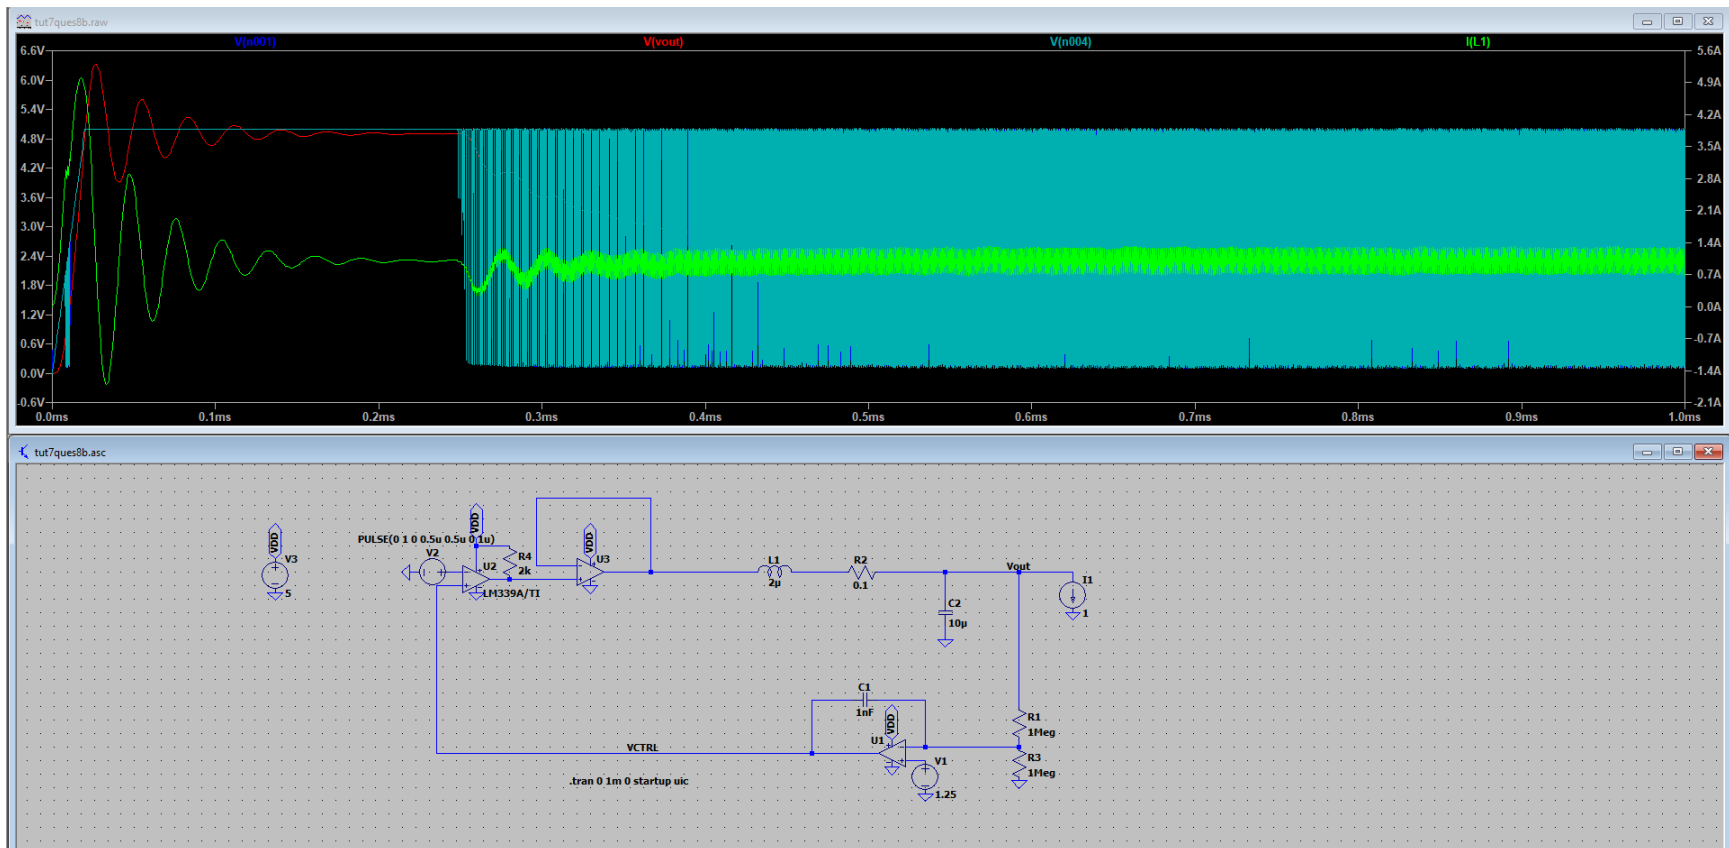 tut7ques8b.raw
V(n001) V(vout) V(n004) I(L1)
6.6V 5.6A
6.0V 4.9A
5.4V 4.2A
4.8V 3.5A
4.2V 2.8A
3.6V 2.1A
3.0V 1.4A
2.4V 0.7A
1.8V 0.0A
1.2V -0.7A
0.6V -1.4A
0.0V -2.1A
-0.6V
0.0ms 0.1ms 0.2ms 0.3ms 0.4ms 0.5ms 0.6ms 0.7ms 0.8ms 0.9ms 1.0ms
tut7ques8b.asc
VDD
V3
5
PULSE(0 1 0 0.5u 0.5u 0 1u)
V2
VDD
U2
LM339A/TI
R4
2k
VDD
U3
L1
2µ
R2
0.1
Vout
C2
10µ
I1
1
C1
1nF
VDD
U1
V1
1.25
R1
1Meg
R3
1Meg
VCTRL
.tran 0 1m 0 startup uic